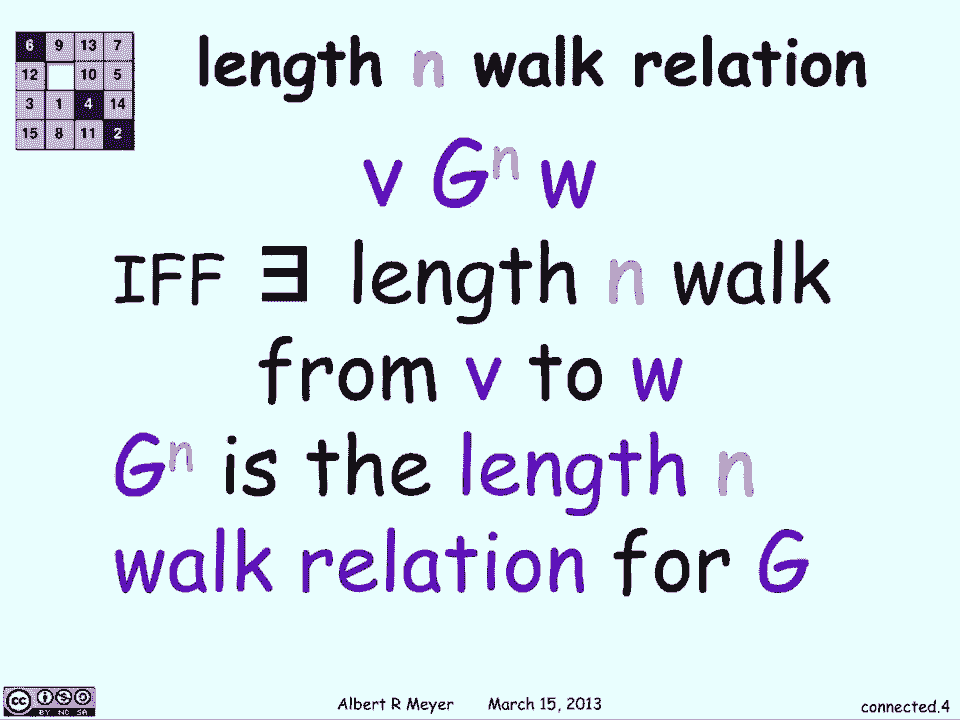 6 9 13 7
12 10 5
3 1 4 14
15 8 11 2
length n walk relation
v Gⁿ w
IFF ∃ length n walk
from v to w
Gⁿ is the length n
walk relation for G
cc BY NC SA
Albert R Meyer March 15, 2013
connected.4